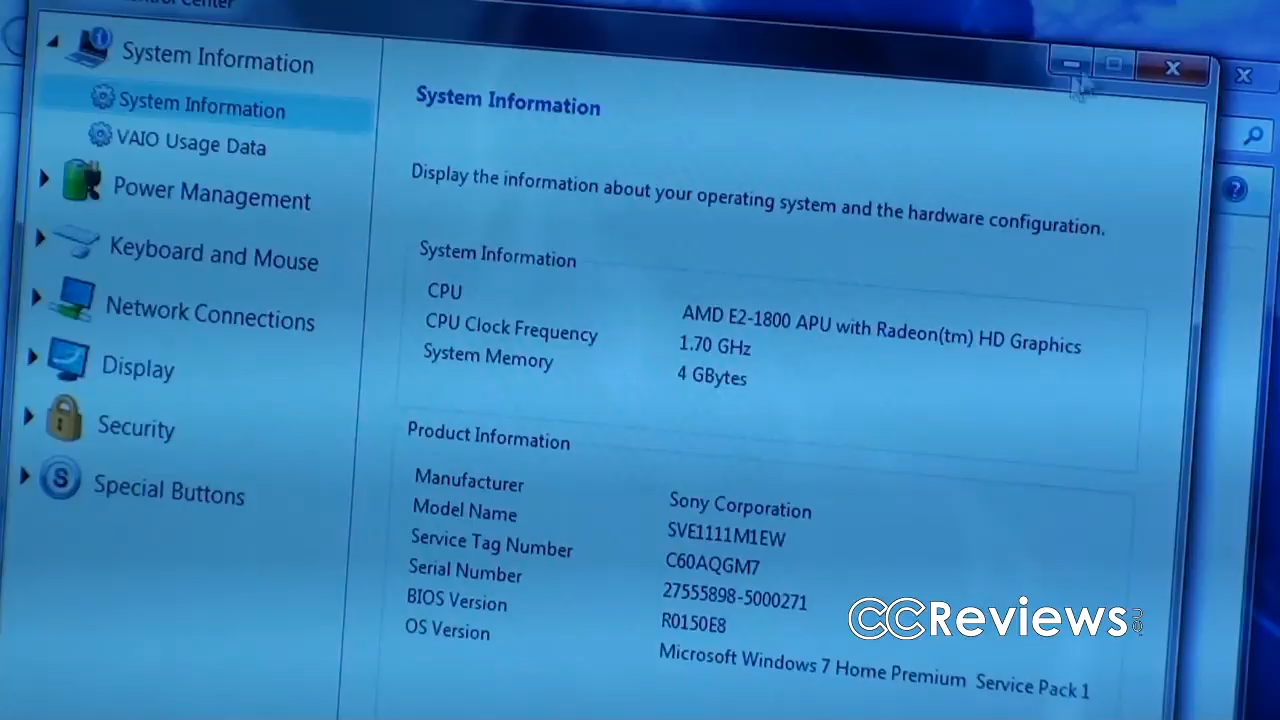 Center
System Information
System Information
VAIO Usage Data
Power Management
Keyboard and Mouse
Network Connections
Display
Security
S
Special Buttons
System Information
Display the information about your operating system and the hardware configuration.
System Information
CPU
AMD E2-1800 APU with Radeon(tm) HD Graphics
CPU Clock Frequency
1.70 GHz
System Memory
4 GBytes
Product Information
Manufacturer
Sony Corporation
Model Name
SVE1111M1EW
Service Tag Number
C60AQGM7
Serial Number
27555898-5000271
BIOS Version
R0150E8
OS Version
Microsoft Windows 7 Home Premium Service Pack 1
CCReviews